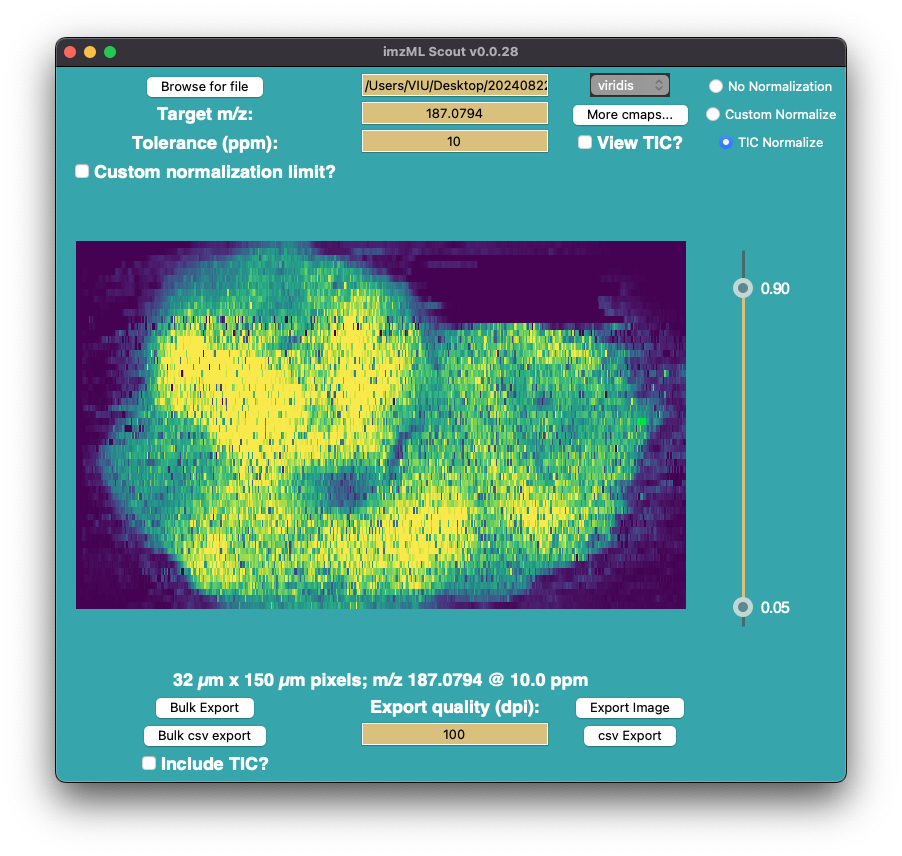 imzML Scout v0.0.28
Browse for file
/Users/VIU/Desktop/2024082
viridis
No Normalization
Target m/z:
187.0794
More cmaps...
Custom Normalize
Tolerance (ppm):
10
View TIC?
TIC Normalize
Custom normalization limit?
0.90
0.05
32 µm x 150 µm pixels; m/z 187.0794 @ 10.0 ppm
Bulk Export
Export quality (dpi):
Export Image
Bulk csv export
100
csv Export
Include TIC?